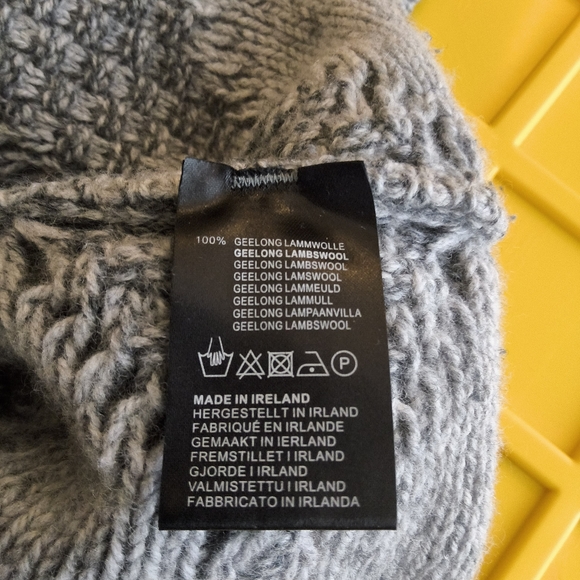 100% GEELONG LAMMWOLLE
GEELONG LAMBSWOOL
GEELONG LAMBSWOOL
GEELONG LAMSWOOL
GEELONG LAMMEULD
GEELONG LAMMULL
GEELONG LAMPAANVILLA
GEELONG LAMBSWOOL
P
MADE IN IRELAND
HERGESTELLT IN IRLAND
FABRIQUÉ EN IRLANDE
GEMAAKT IN IERLAND
FREMSTILLET I IRLAND
GJORDE I IRLAND
VALMISTETTU I IRLAND
FABBRICATO IN IRLANDA